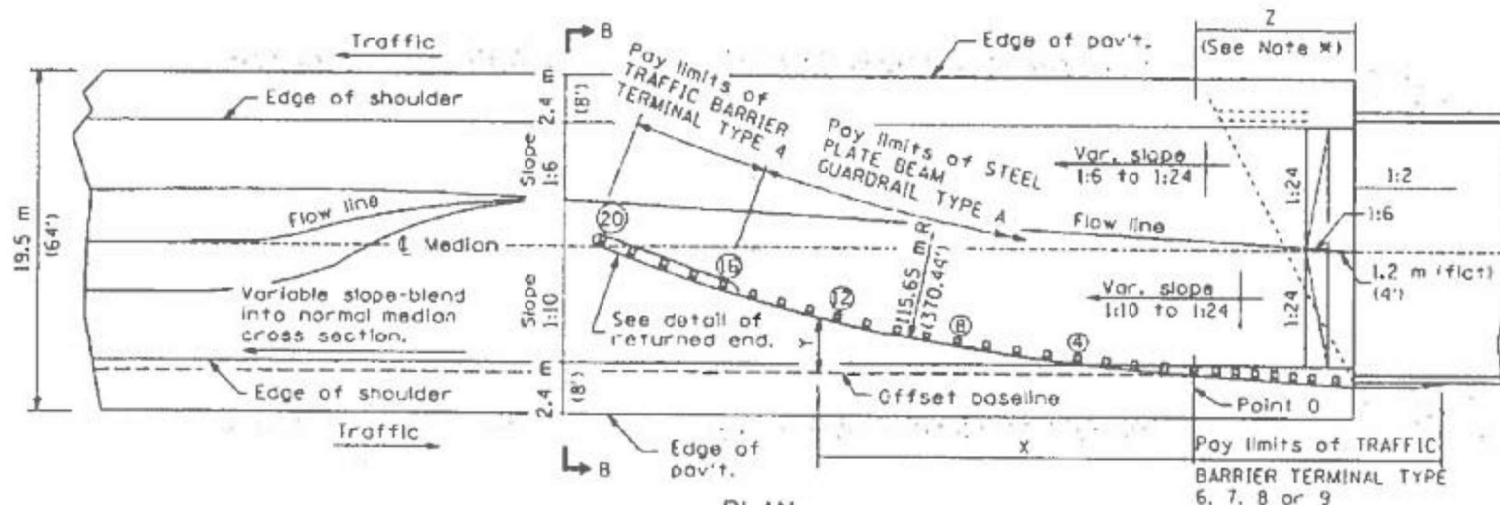 Z
(See Note *)
B
Traffic
Edge of pav't.
Edge of shoulder
2.4 m
(8')
Pay limits of
TRAFFIC BARRIER
TERMINAL TYPE 4
Pay limits of STEEL
PLATE BEAM
GUARDRAIL TYPE A
Slope
1:6
Var. slope
1:6 to 1:24
1:24
1:2
1:6
19.5 m
(64')
Flow line
℄ Median
20
Flow line
1.2 m (flat)
(4')
Variable slope-blend
into normal median
cross section.
Slope
1:10
See detail of
returned end.
16
12
115.65 m R
(370.44')
8
4
Y
Var. slope
1:10 to 1:24
1:24
Edge of shoulder
2.4 m
(8')
Offset baseline
Point 0
Traffic
B
Edge of
pav't.
X
Pay limits of TRAFFIC
BARRIER TERMINAL TYPE
6, 7, 8 or 9
PLAN